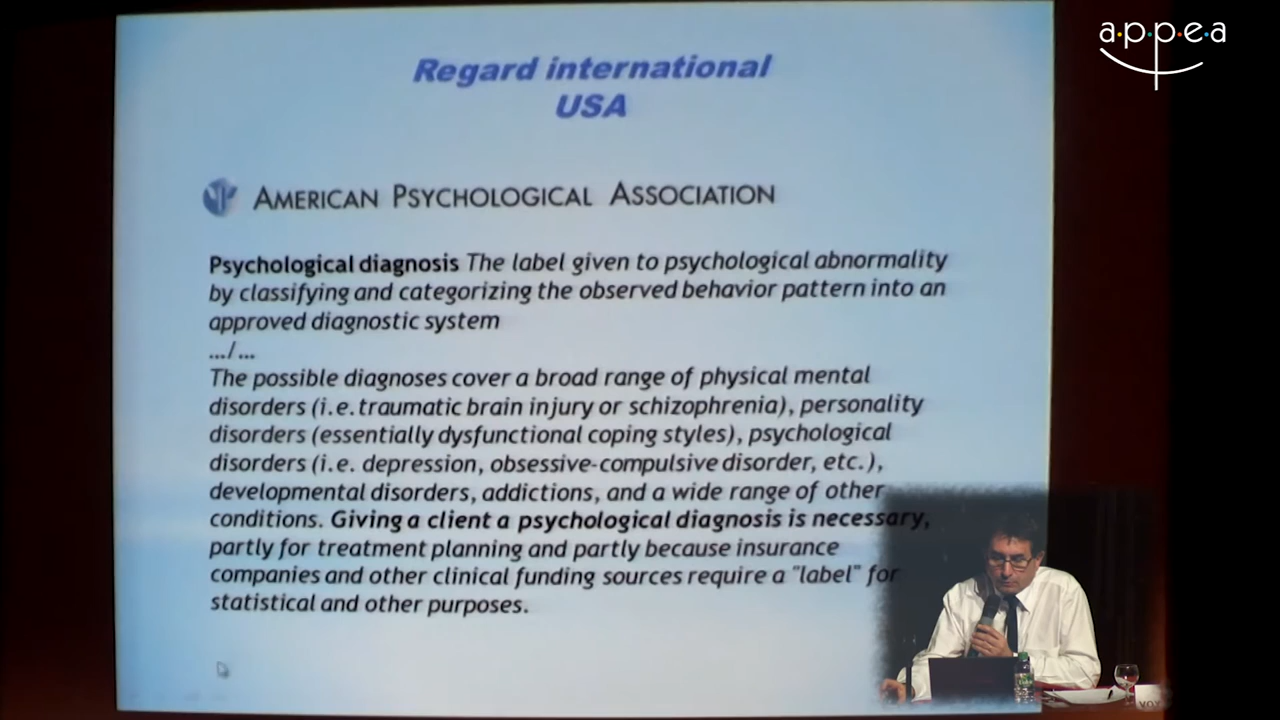 a·p·p·e·a
Regard international
USA
AMERICAN PSYCHOLOGICAL ASSOCIATION
Psychological diagnosis The label given to psychological abnormality
by classifying and categorizing the observed behavior pattern into an
approved diagnostic system
.../...
The possible diagnoses cover a broad range of physical mental
disorders (i.e. traumatic brain injury or schizophrenia), personality
disorders (essentially dysfunctional coping styles), psychological
disorders (i.e. depression, obsessive-compulsive disorder, etc.),
developmental disorders, addictions, and a wide range of other
conditions. Giving a client a psychological diagnosis is necessary,
partly for treatment planning and partly because insurance
companies and other clinical funding sources require a "label" for
statistical and other purposes.